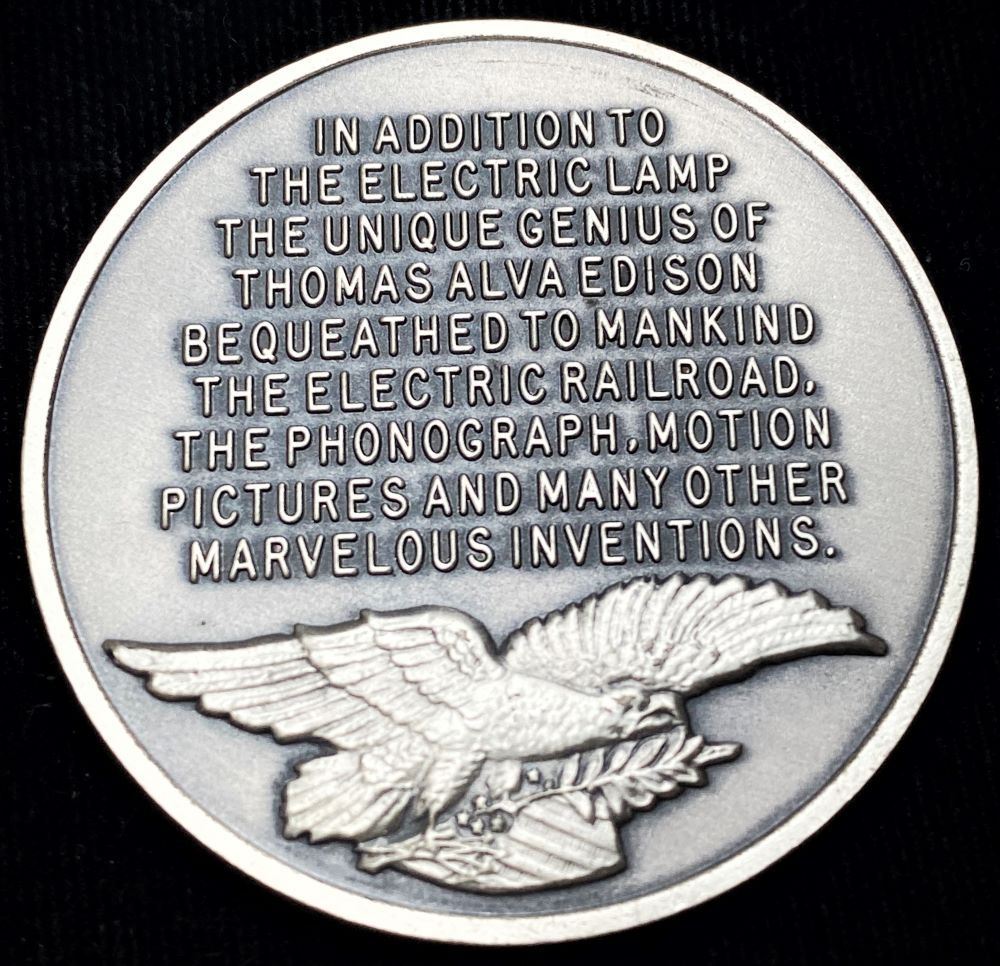 IN ADDITION TO
THE ELECTRIC LAMP
THE UNIQUE GENIUS OF
THOMAS ALVA EDISON
BEQUEATHED TO MANKIND
THE ELECTRIC RAILROAD,
THE PHONOGRAPH, MOTION
PICTURES AND MANY OTHER
MARVELOUS INVENTIONS.